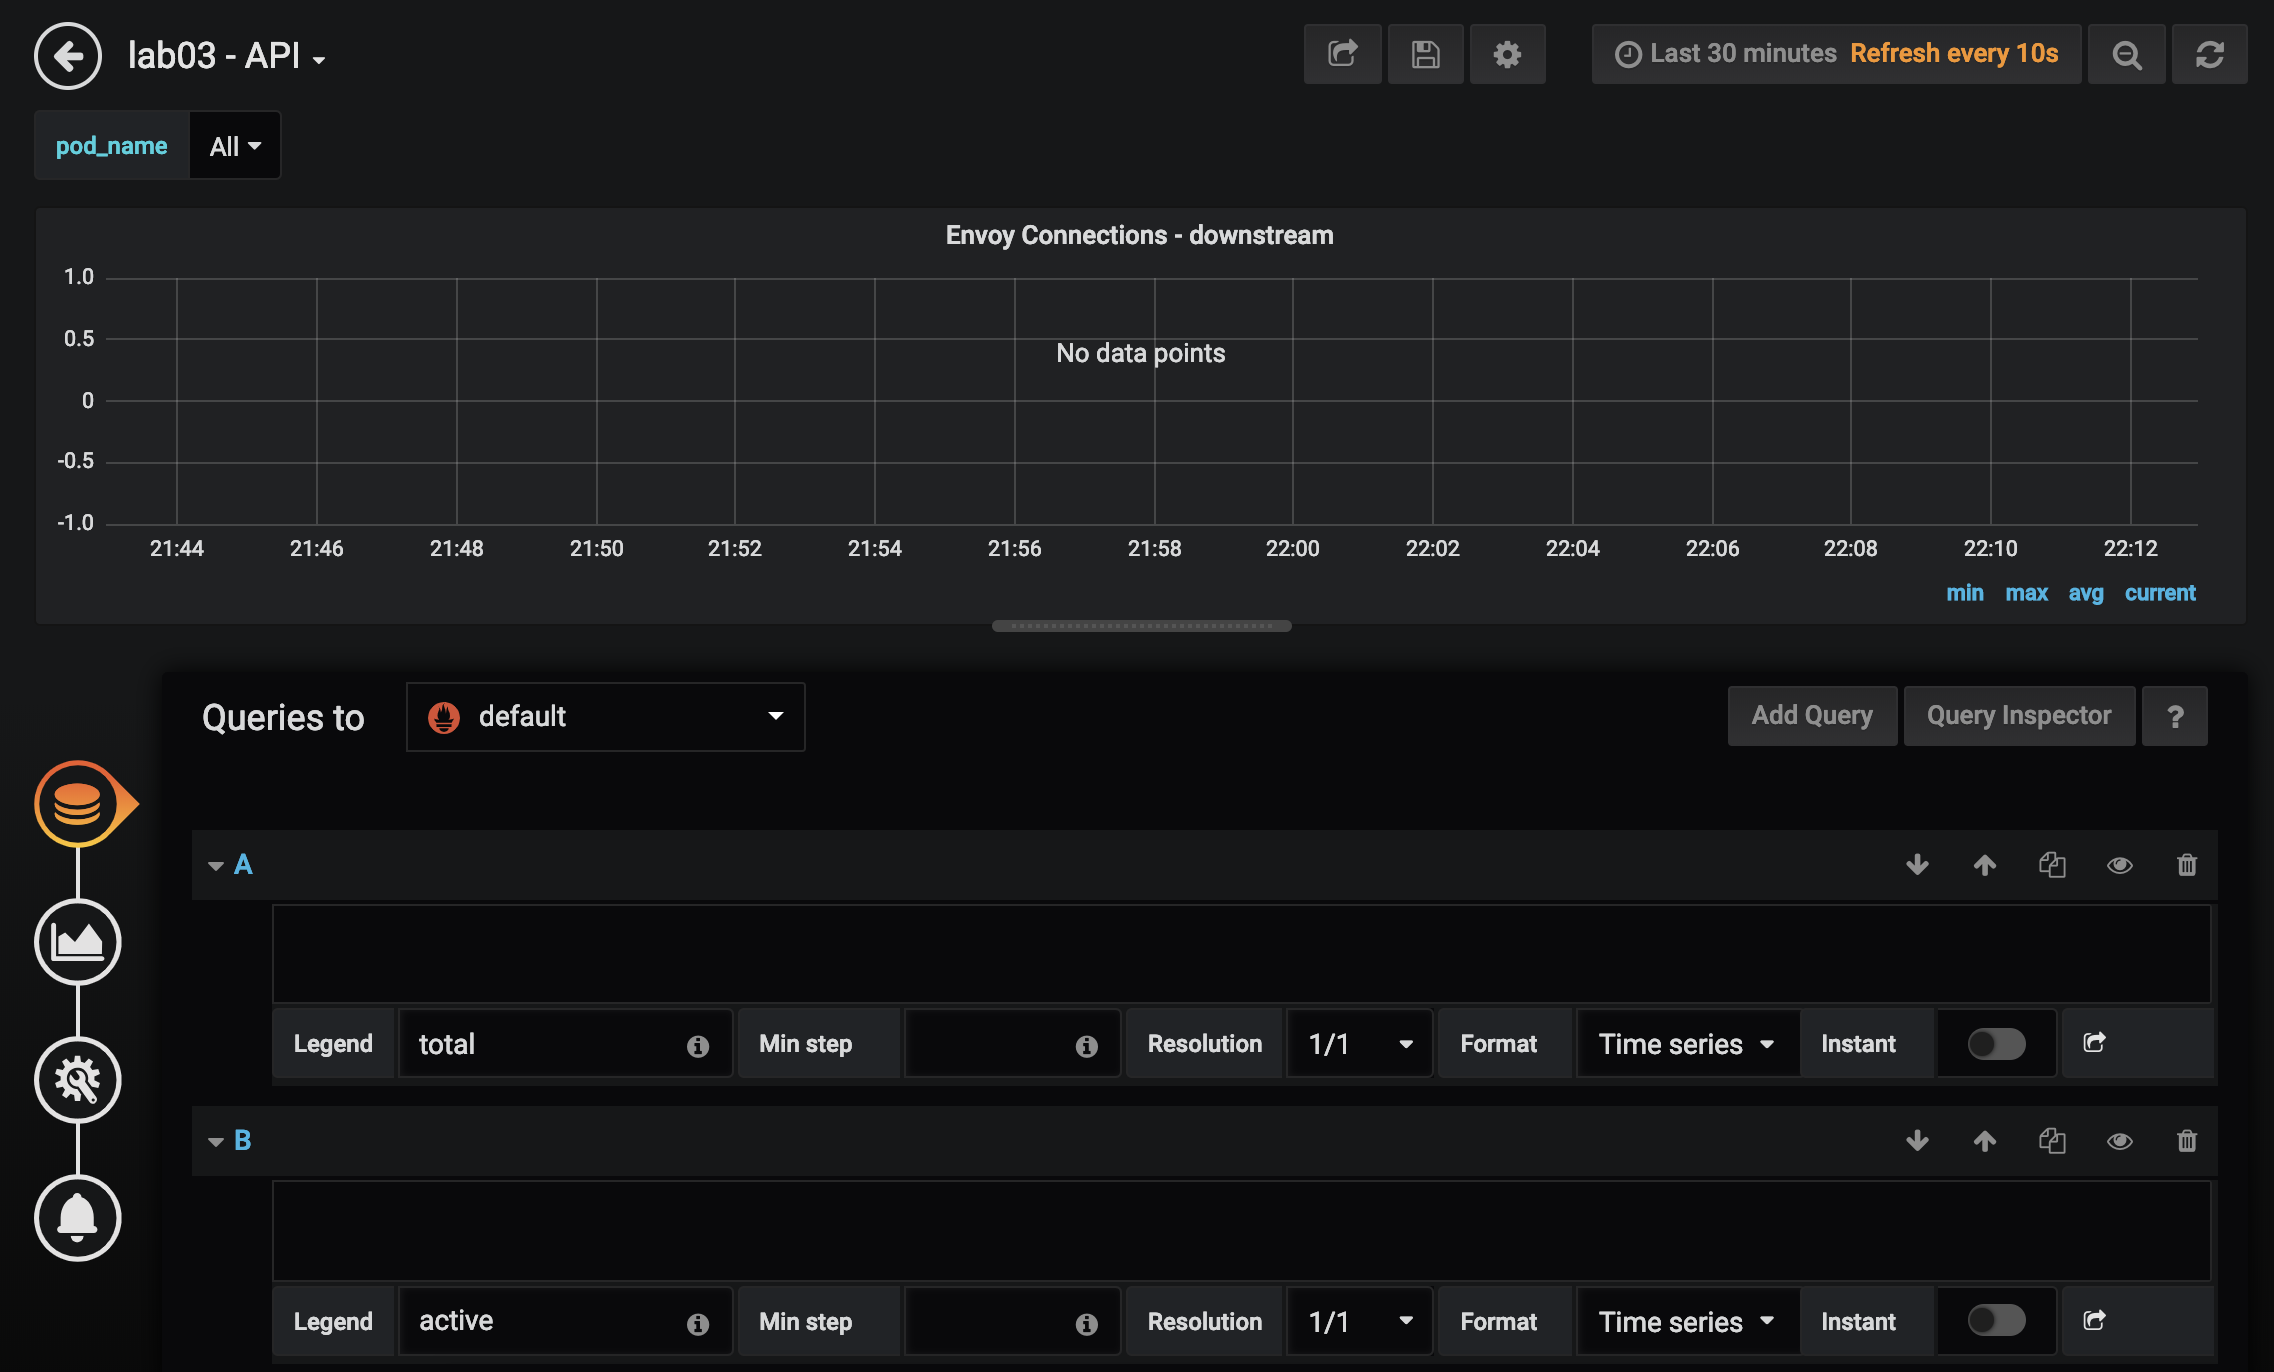 lab03 - API
Last 30 minutes Refresh every 10s
pod_name All
Envoy Connections - downstream
1.0
0.5
No data points
0
-0.5
-1.0
21:44 21:46 21:48 21:50 21:52 21:54 21:56 21:58 22:00 22:02 22:04 22:06 22:08 22:10 22:12
min max avg current
Queries to default Add Query Query Inspector ?
A
Legend total Min step Resolution 1/1 Format Time series Instant
B
Legend active Min step Resolution 1/1 Format Time series Instant